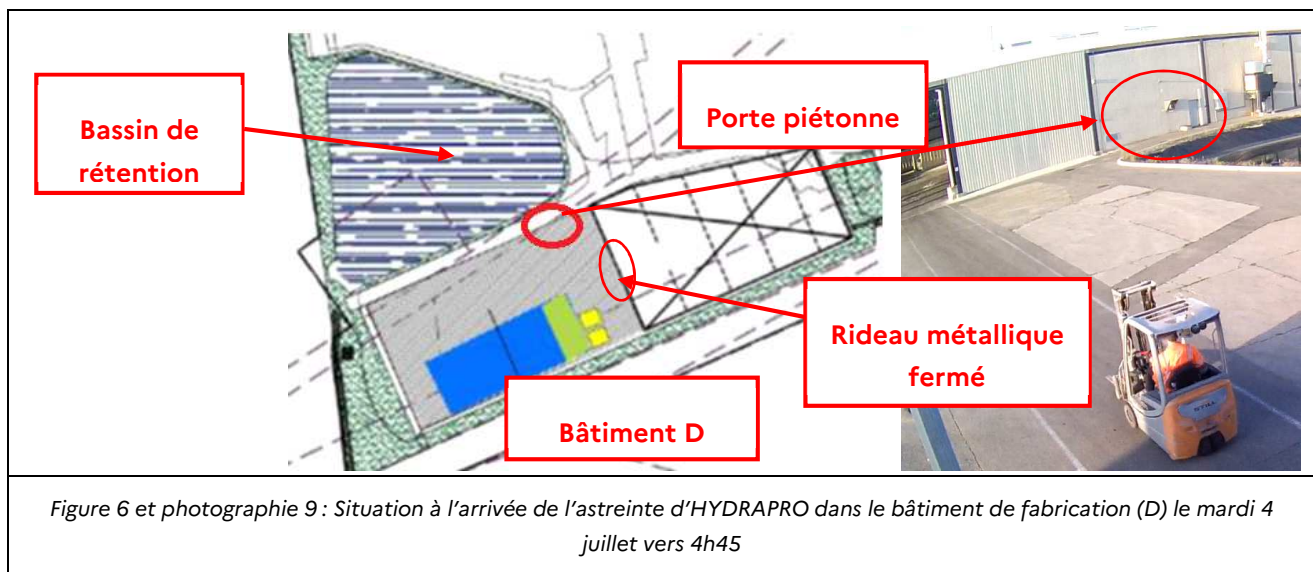 Bassin de
rétention
Porte piétonne
Rideau métallique
fermé
Bâtiment D
Figure 6 et photographie 9 : Situation à l’arrivée de l’astreinte d’HYDRAPRO dans le bâtiment de fabrication (D) le mardi 4
juillet vers 4h45